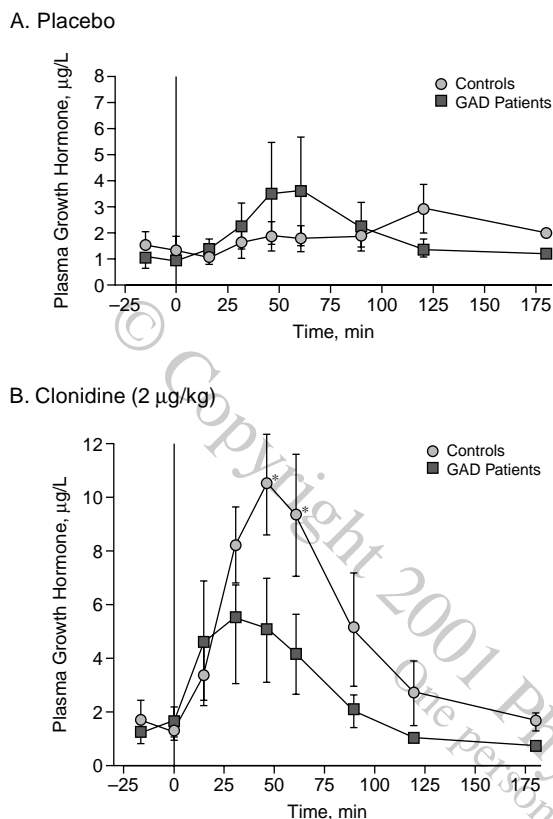 A. Placebo
Plasma Growth Hormone, µg/L
8
7
6
5
4
3
2
1
0
Controls
GAD Patients
–25 0 25 50 75 100 125 150 175
Time, min
B. Clonidine (2 µg/kg)
Plasma Growth Hormone, µg/L
12
10
8
6
4
2
0
Controls
GAD Patients
*
*
–25 0 25 50 75 100 125 150 175
Time, min
© Copyright 2001 Ph
One person